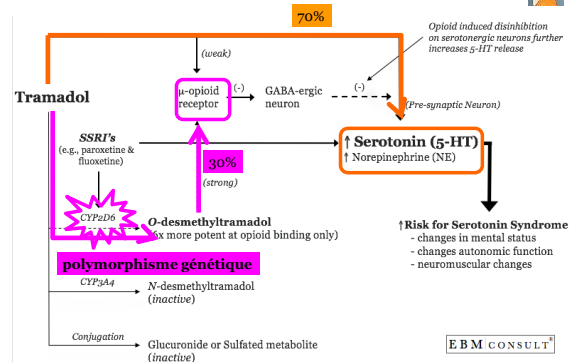 70%
Opioid induced disinhibition
on serotonergic neurons further
increases 5-HT release
(weak)
Tramadol
µ-opioid
receptor
(-)
GABA-ergic
neuron
(-)
(Pre-synaptic Neuron)
SSRI's
(e.g., paroxetine &
fluoxetine)
↑ Serotonin (5-HT)
↑ Norepinephrine (NE)
30%
(strong)
CYP2D6
O-desmethyltramadol
(6x more potent at opioid binding only)
↑Risk for Serotonin Syndrome
- changes in mental status
- changes autonomic function
- neuromuscular changes
polymorphisme génétique
CYP3A4
N-desmethyltramadol
(inactive)
Conjugation
Glucuronide or Sulfated metabolite
(inactive)
EBM CONSULT®